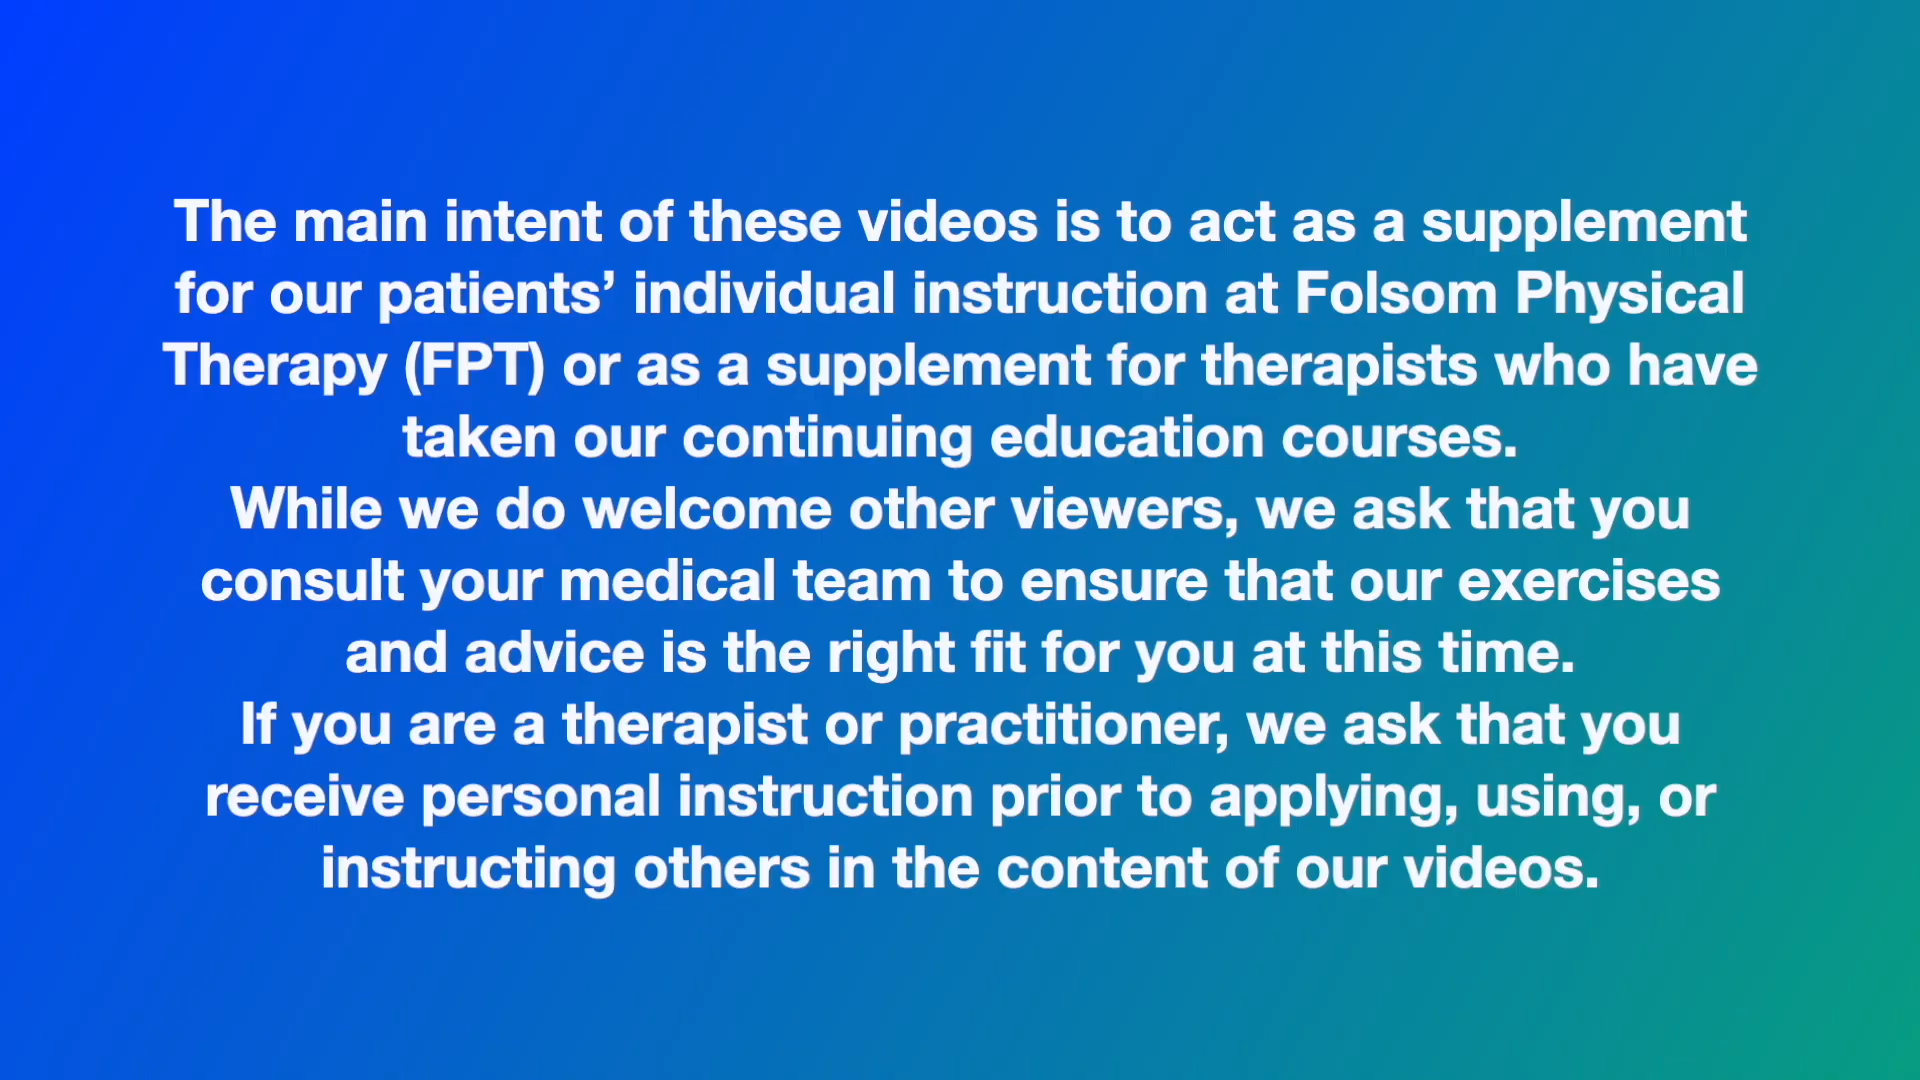 The main intent of these videos is to act as a supplement
for our patients’ individual instruction at Folsom Physical
Therapy (FPT) or as a supplement for therapists who have
taken our continuing education courses.
While we do welcome other viewers, we ask that you
consult your medical team to ensure that our exercises
and advice is the right fit for you at this time.
If you are a therapist or practitioner, we ask that you
receive personal instruction prior to applying, using, or
instructing others in the content of our videos.